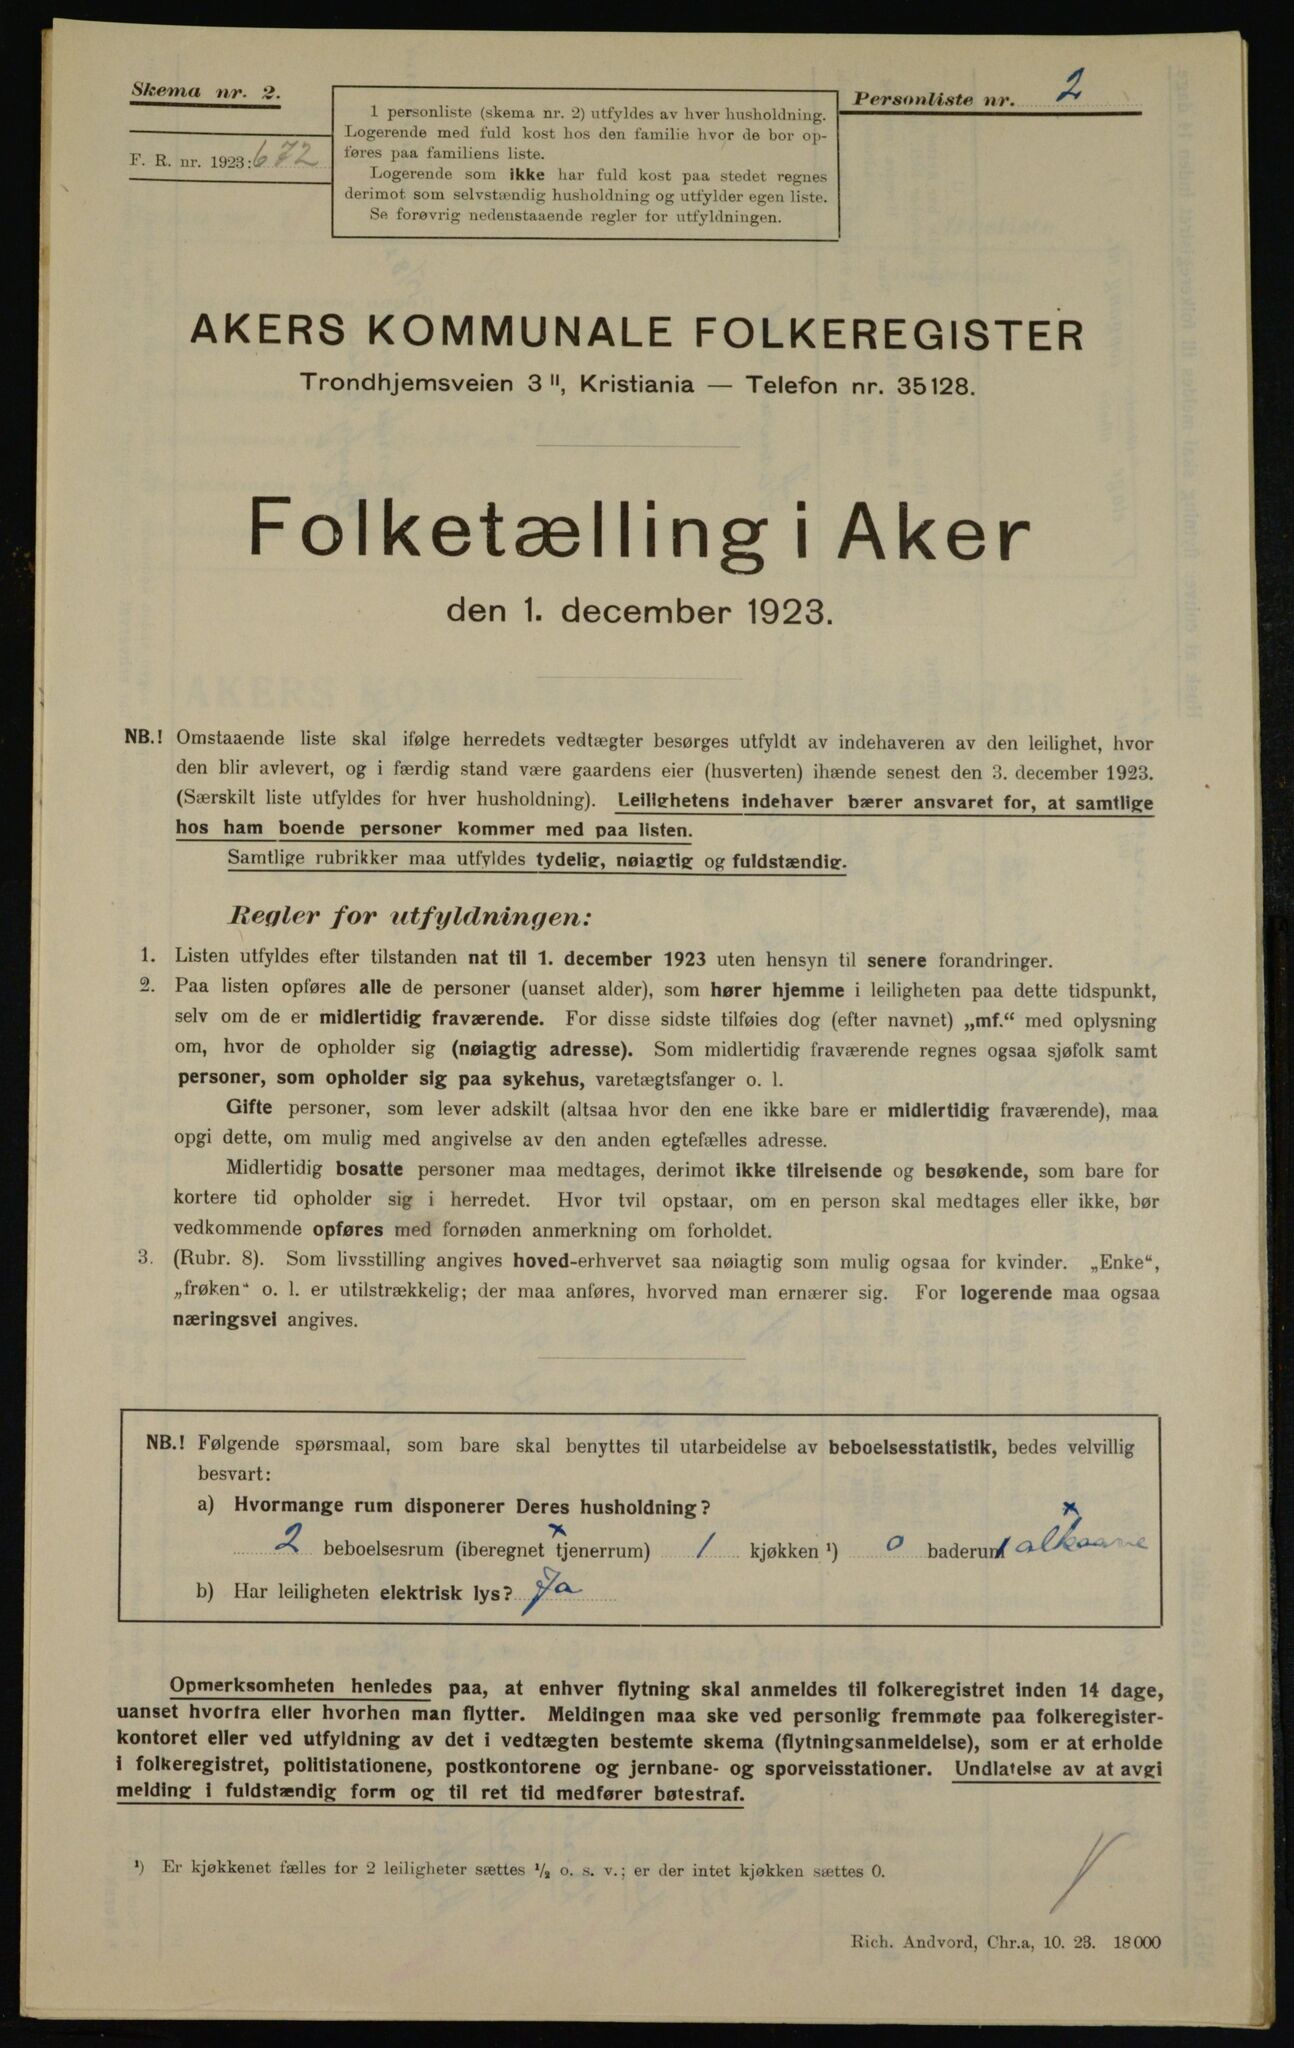 Skema nr. 2.
F. R. nr. 1923: 672
1 personliste (skema nr. 2) utfyldes av hver husholdning.
Logerende med fuld kost hos den familie hvor de bor op-
føres paa familiens liste.
Logerende som ikke har fuld kost paa stedet regnes
derimot som selvstændig husholdning og utfylder egen liste.
Se forøvrig nedenstaaende regler for utfyldningen.
Personliste nr. 2
AKERS KOMMUNALE FOLKEREGISTER
Trondhjemsveien 3 II, Kristiania — Telefon nr. 35128.
Folketælling i Aker
den 1. december 1923.
NB.! Omstaaende liste skal ifølge herredets vedtægter besørges utfyldt av indehaveren av den leilighet, hvor
den blir avlevert, og i færdig stand være gaardens eier (husverten) ihænde senest den 3. december 1923.
(Særskilt liste utfyldes for hver husholdning). Leilighetens indehaver bærer ansvaret for, at samtlige
hos ham boende personer kommer med paa listen.
Samtlige rubrikker maa utfyldes tydelig, nøiagtig og fuldstændig.
Regler for utfyldningen:
1. Listen utfyldes efter tilstanden nat til 1. december 1923 uten hensyn til senere forandringer.
2. Paa listen opføres alle de personer (uanset alder), som hører hjemme i leiligheten paa dette tidspunkt,
selv om de er midlertidig fraværende. For disse sidste tilføies dog (efter navnet) „mf.“ med oplysning
om, hvor de opholder sig (nøiagtig adresse). Som midlertidig fraværende regnes ogsaa sjøfolk samt
personer, som opholder sig paa sykehus, varetægtsfanger o. l.
Gifte personer, som lever adskilt (altsaa hvor den ene ikke bare er midlertidig fraværende), maa
opgi dette, om mulig med angivelse av den anden egtefælles adresse.
Midlertidig bosatte personer maa medtages, derimot ikke tilreisende og besøkende, som bare for
kortere tid opholder sig i herredet. Hvor tvil opstaar, om en person skal medtages eller ikke, bør
vedkommende opføres med fornøden anmerkning om forholdet.
3. (Rubr. 8). Som livsstilling angives hoved-erhvervet saa nøiagtig som mulig ogsaa for kvinder. „Enke“,
„frøken“ o. l. er utilstrækkelig; der maa anføres, hvorved man ernærer sig. For logerende maa ogsaa
næringsvei angives.
NB.! Følgende spørsmaal, som bare skal benyttes til utarbeidelse av beboelsesstatistik, bedes velvillig
besvart:
a) Hvormange rum disponerer Deres husholdning?
2 beboelsesrum (iberegnet tjenerrum) 1 kjøkken ¹) 0 baderum
b) Har leiligheten elektrisk lys? Ja
Opmerksomheten henledes paa, at enhver flytning skal anmeldes til folkeregistret inden 14 dage,
uanset hvorfra eller hvorhen man flytter. Meldingen maa ske ved personlig fremmøte paa folkeregister-
kontoret eller ved utfyldning av det i vedtægten bestemte skema (flytningsanmeldelse), som er at erholde
i folkeregistret, politistationene, postkontorene og jernbane- og sporveisstationer. Undlatelse av at avgi
melding i fuldstændig form og til ret tid medfører bøtestraf.
¹) Er kjøkkenet fælles for 2 leiligheter sættes ½ o. s. v.; er der intet kjøkken sættes 0.
Rich. Andvord, Chr.a, 10. 23. 18000